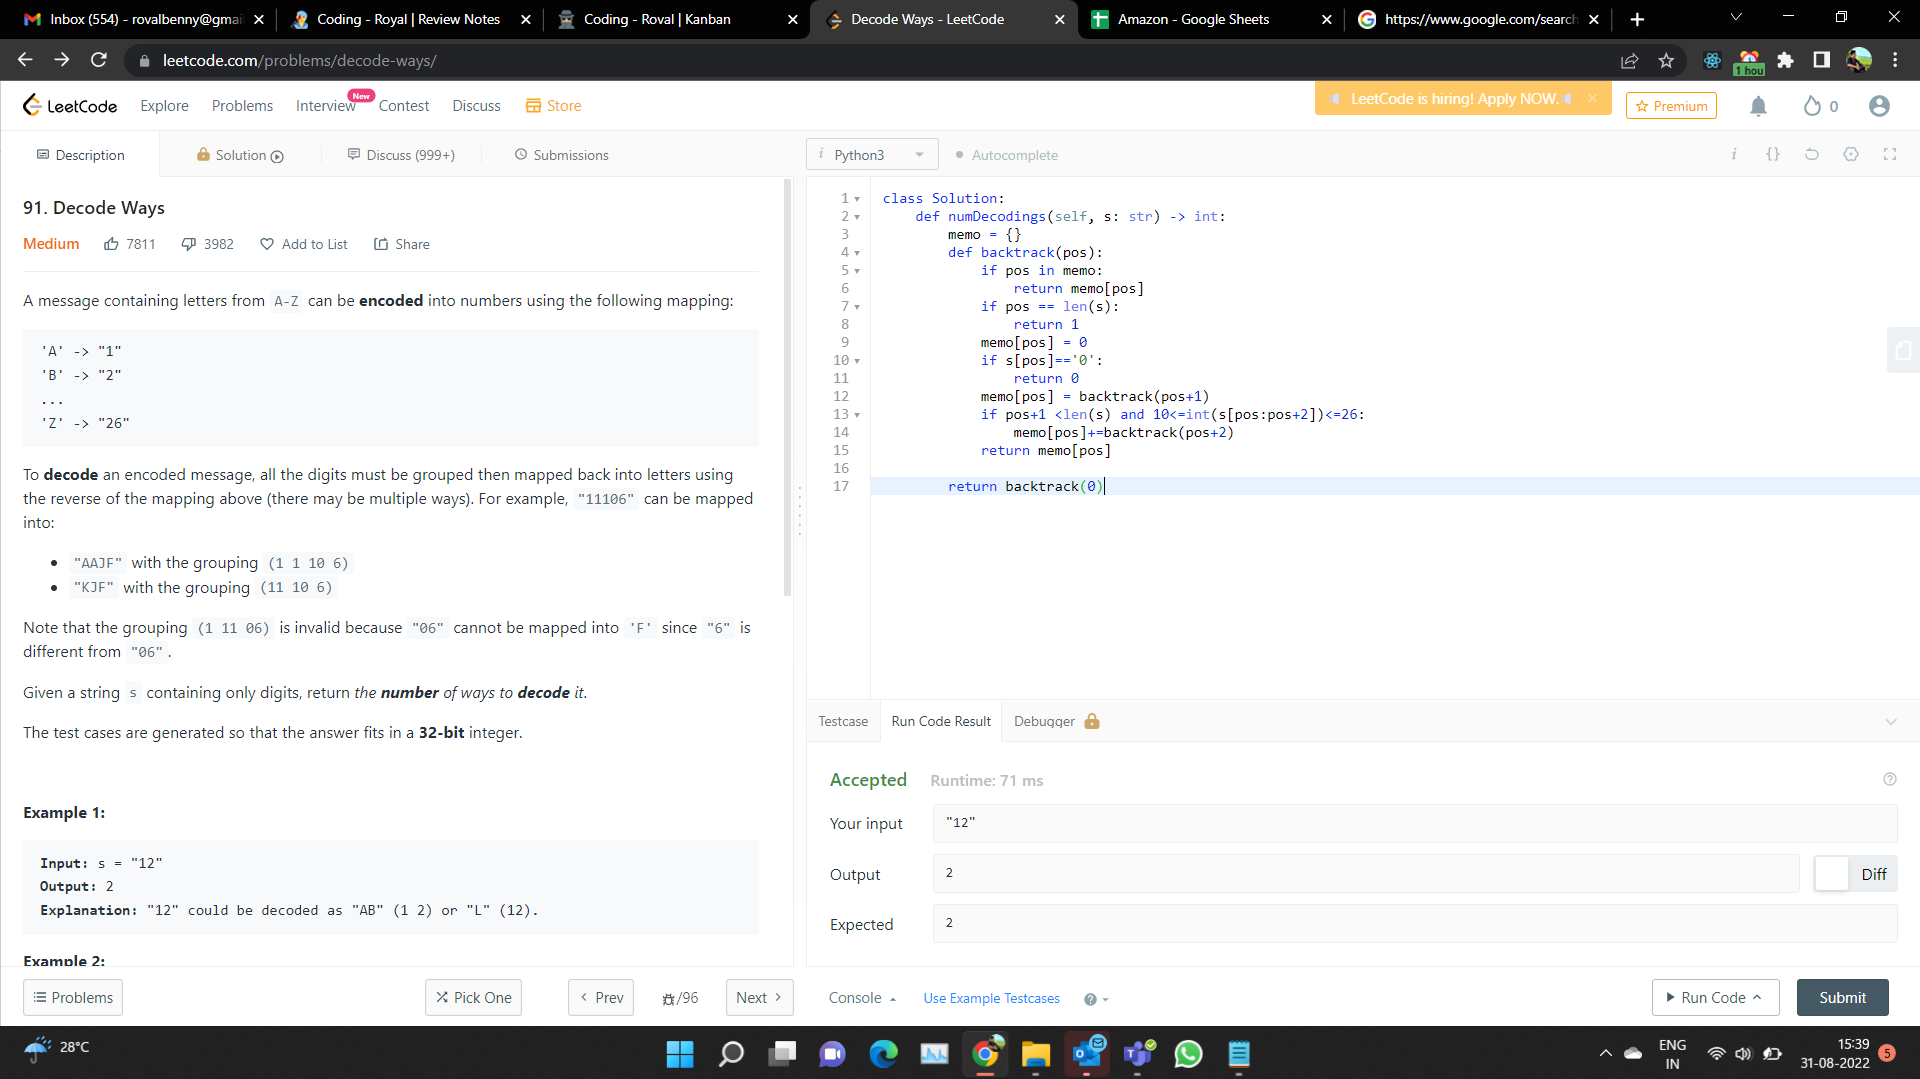 Inbox (554) - rovalbenny@gmai
Coding - Royal | Review Notes
Coding - Roval | Kanban
Decode Ways - LeetCode
Amazon - Google Sheets
https://www.google.com/search
leetcode.com/problems/decode-ways/
1 hou
LeetCode
Explore
Problems
Interview
New
Contest
Discuss
Store
LeetCode is hiring! Apply NOW.
Premium
0
Description
Solution
Discuss (999+)
Submissions
i Python3
Autocomplete
91. Decode Ways
Medium
7811
3982
Add to List
Share
A message containing letters from A-Z can be encoded into numbers using the following mapping:
'A' -> "1"
'B' -> "2"
...
'Z' -> "26"
To decode an encoded message, all the digits must be grouped then mapped back into letters using
the reverse of the mapping above (there may be multiple ways). For example, "11106" can be mapped
into:
"AAJF" with the grouping (1 1 10 6)
"KJF" with the grouping (11 10 6)
Note that the grouping (1 11 06) is invalid because "06" cannot be mapped into 'F' since "6" is
different from "06".
Given a string s containing only digits, return the number of ways to decode it.
The test cases are generated so that the answer fits in a 32-bit integer.
Example 1:
Input: s = "12"
Output: 2
Explanation: "12" could be decoded as "AB" (1 2) or "L" (12).
Example 2:
1 class Solution:
2 def numDecodings(self, s: str) -> int:
3 memo = {}
4 def backtrack(pos):
5 if pos in memo:
6 return memo[pos]
7 if pos == len(s):
8 return 1
9 memo[pos] = 0
10 if s[pos]=='0':
11 return 0
12 memo[pos] = backtrack(pos+1)
13 if pos+1 <len(s) and 10<=int(s[pos:pos+2])<=26:
14 memo[pos]+=backtrack(pos+2)
15 return memo[pos]
16
17 return backtrack(0)
Testcase
Run Code Result
Debugger
Accepted
Runtime: 71 ms
Your input
"12"
Output
2
Diff
Expected
2
Problems
Pick One
Prev
/96
Next
Console
Use Example Testcases
Run Code
Submit
28°C
ENG
IN
15:39
31-08-2022
5